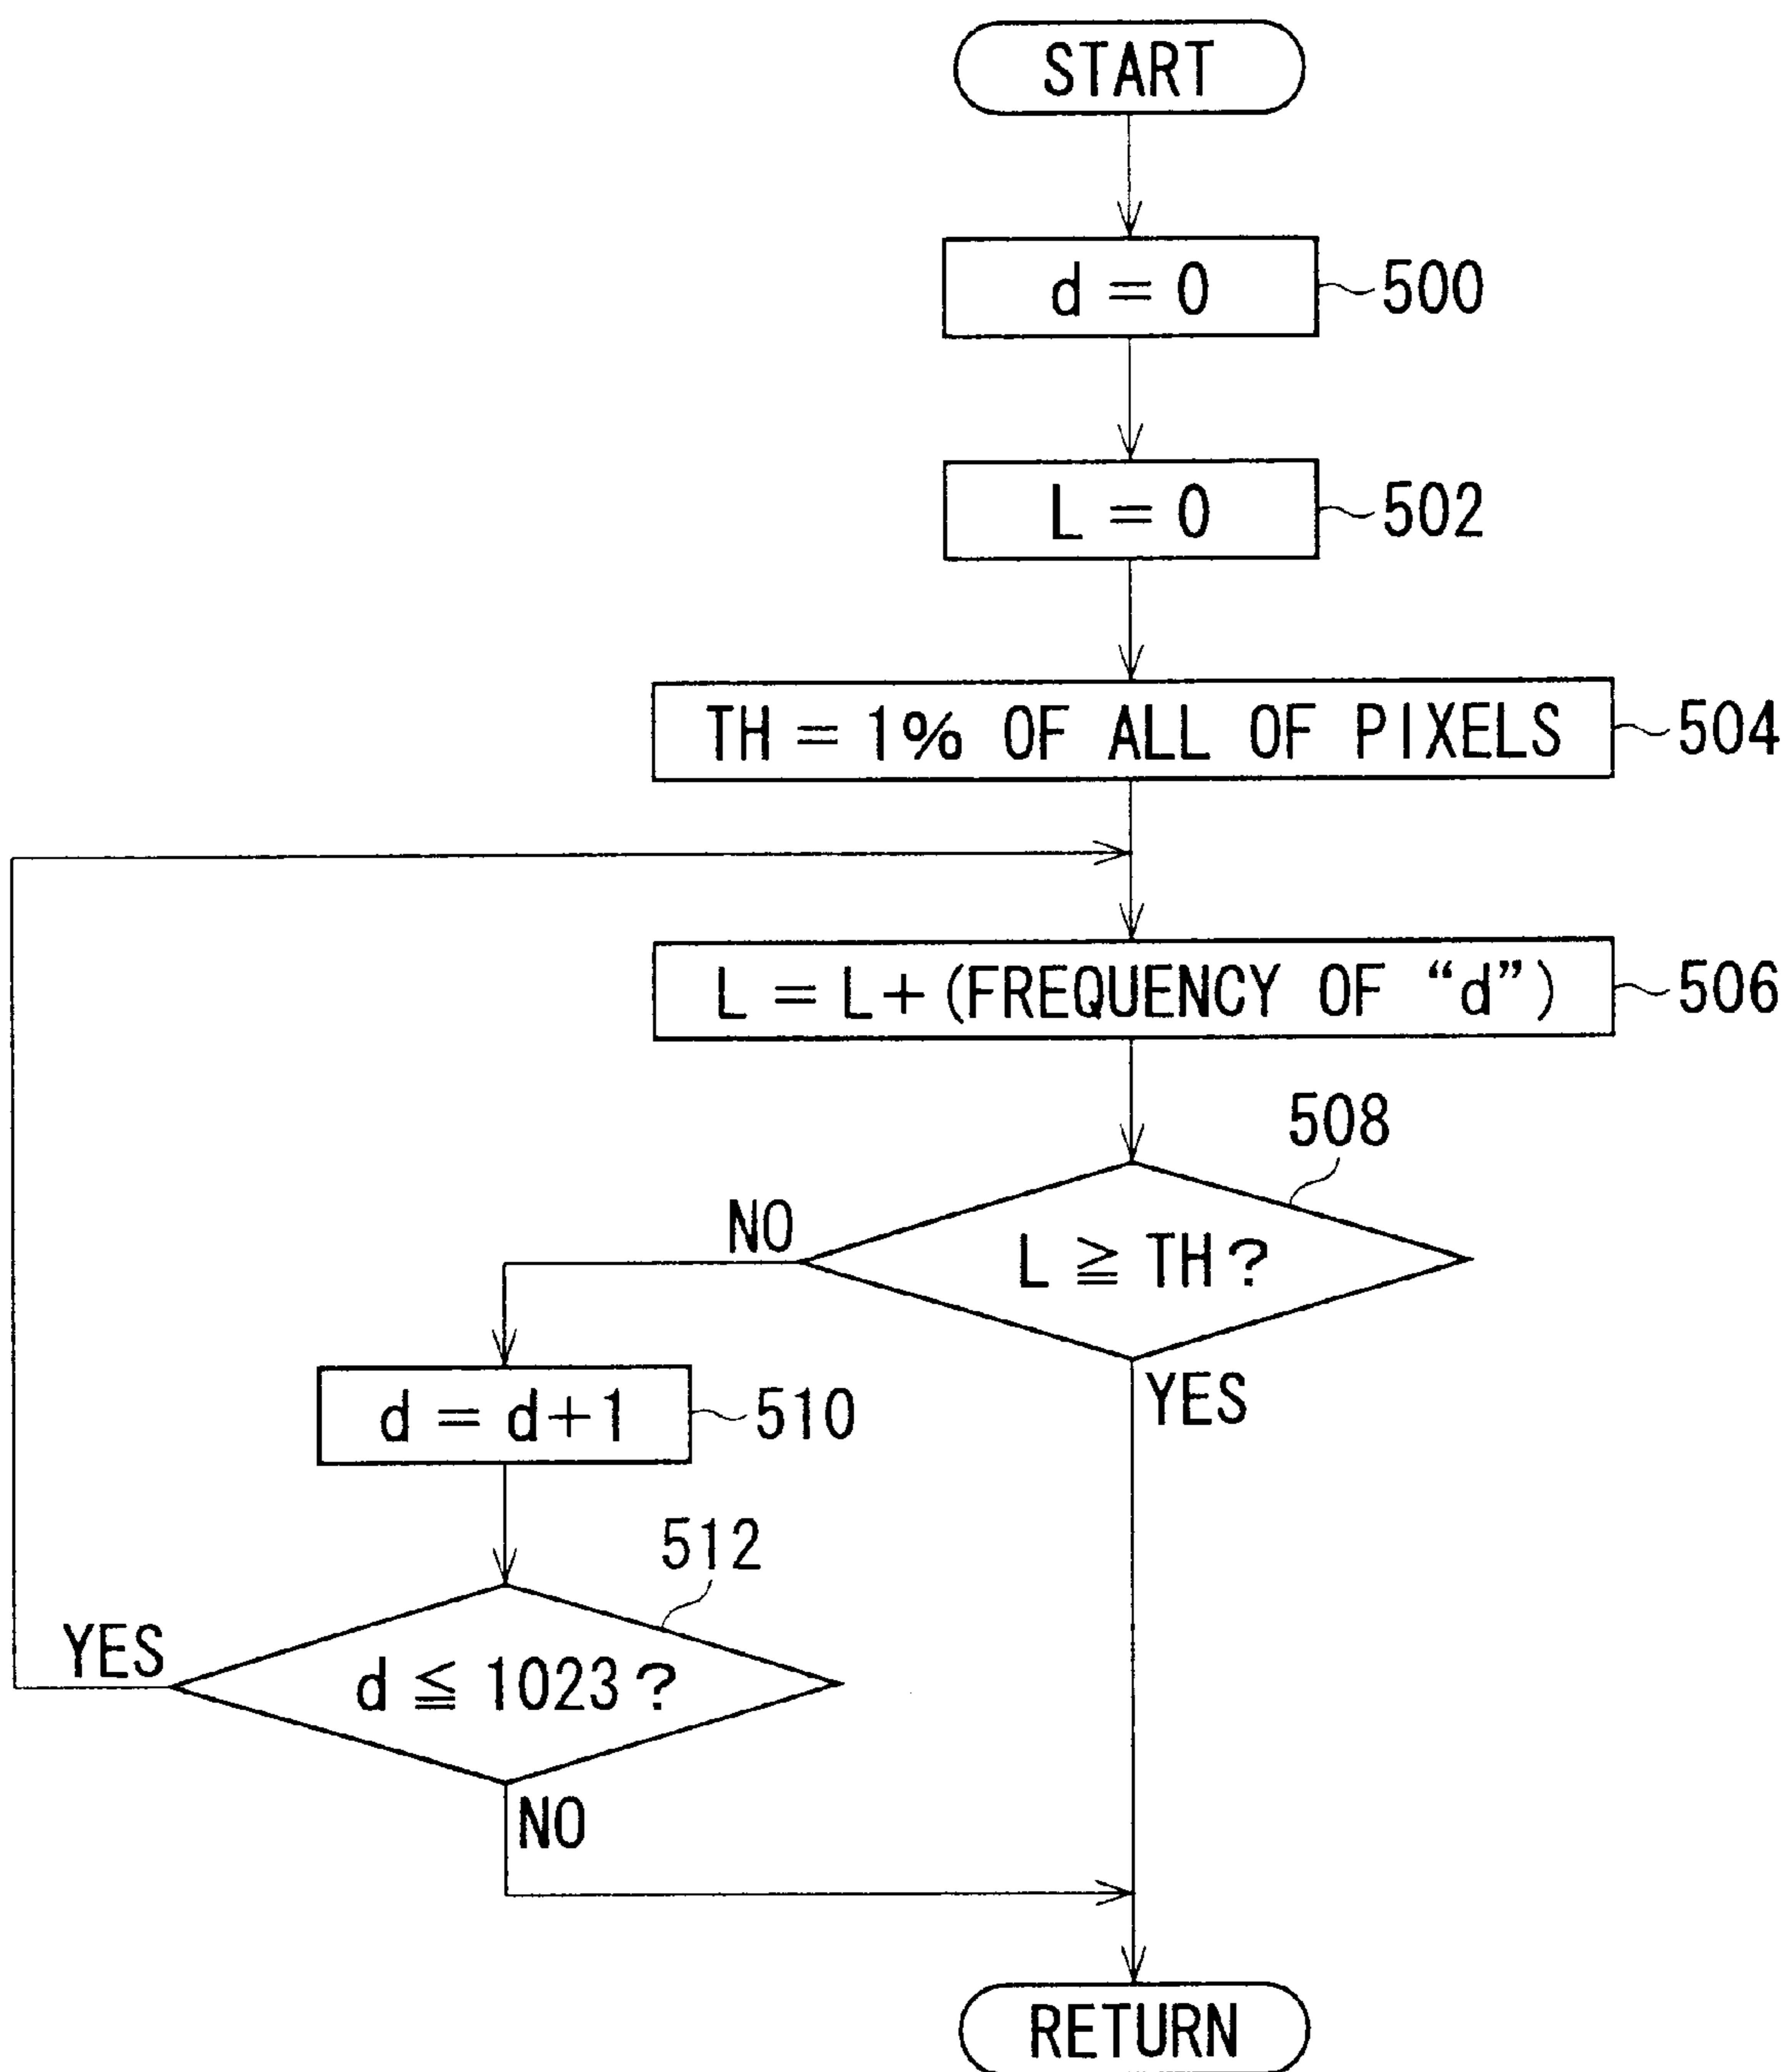 START
d = 0
500
L = 0
502
TH = 1% OF ALL OF PIXELS
504
L = L + (FREQUENCY OF “d”)
506
508
NO
L ≧ TH?
YES
d = d+1
510
512
YES
d ≦ 1023?
NO
RETURN